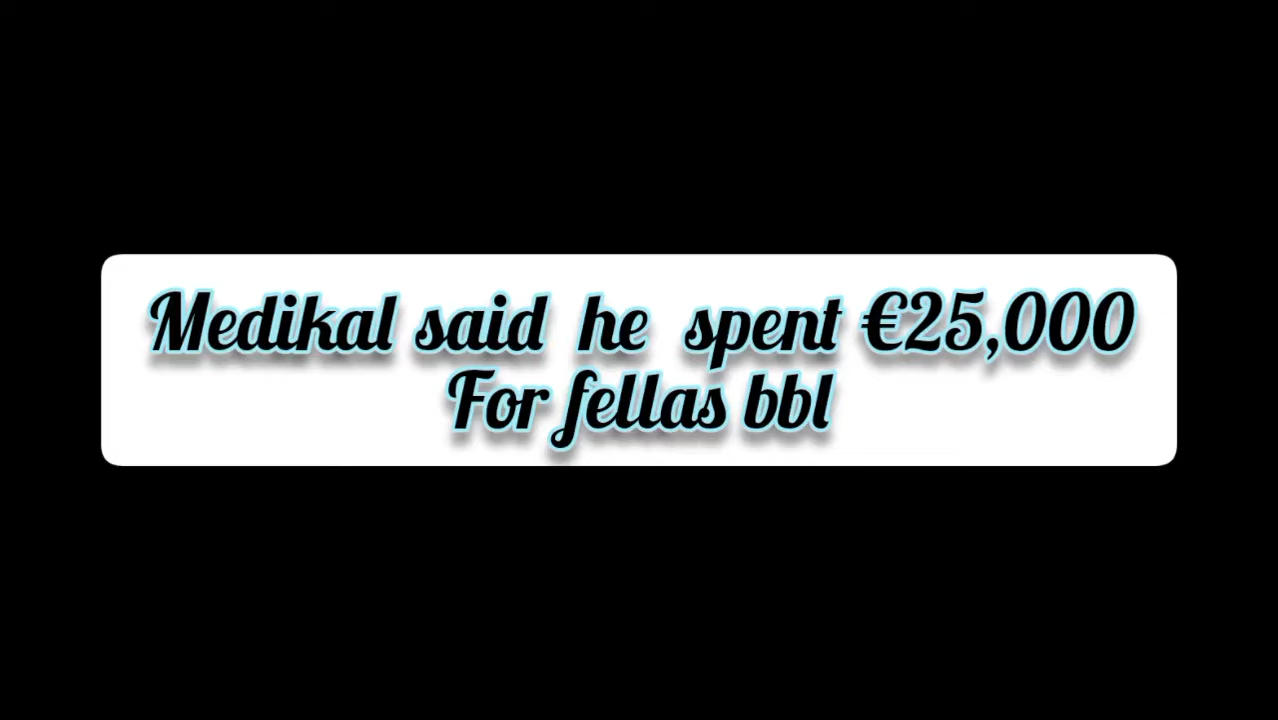 Medikal said he spent €25,000
For fellas bbl